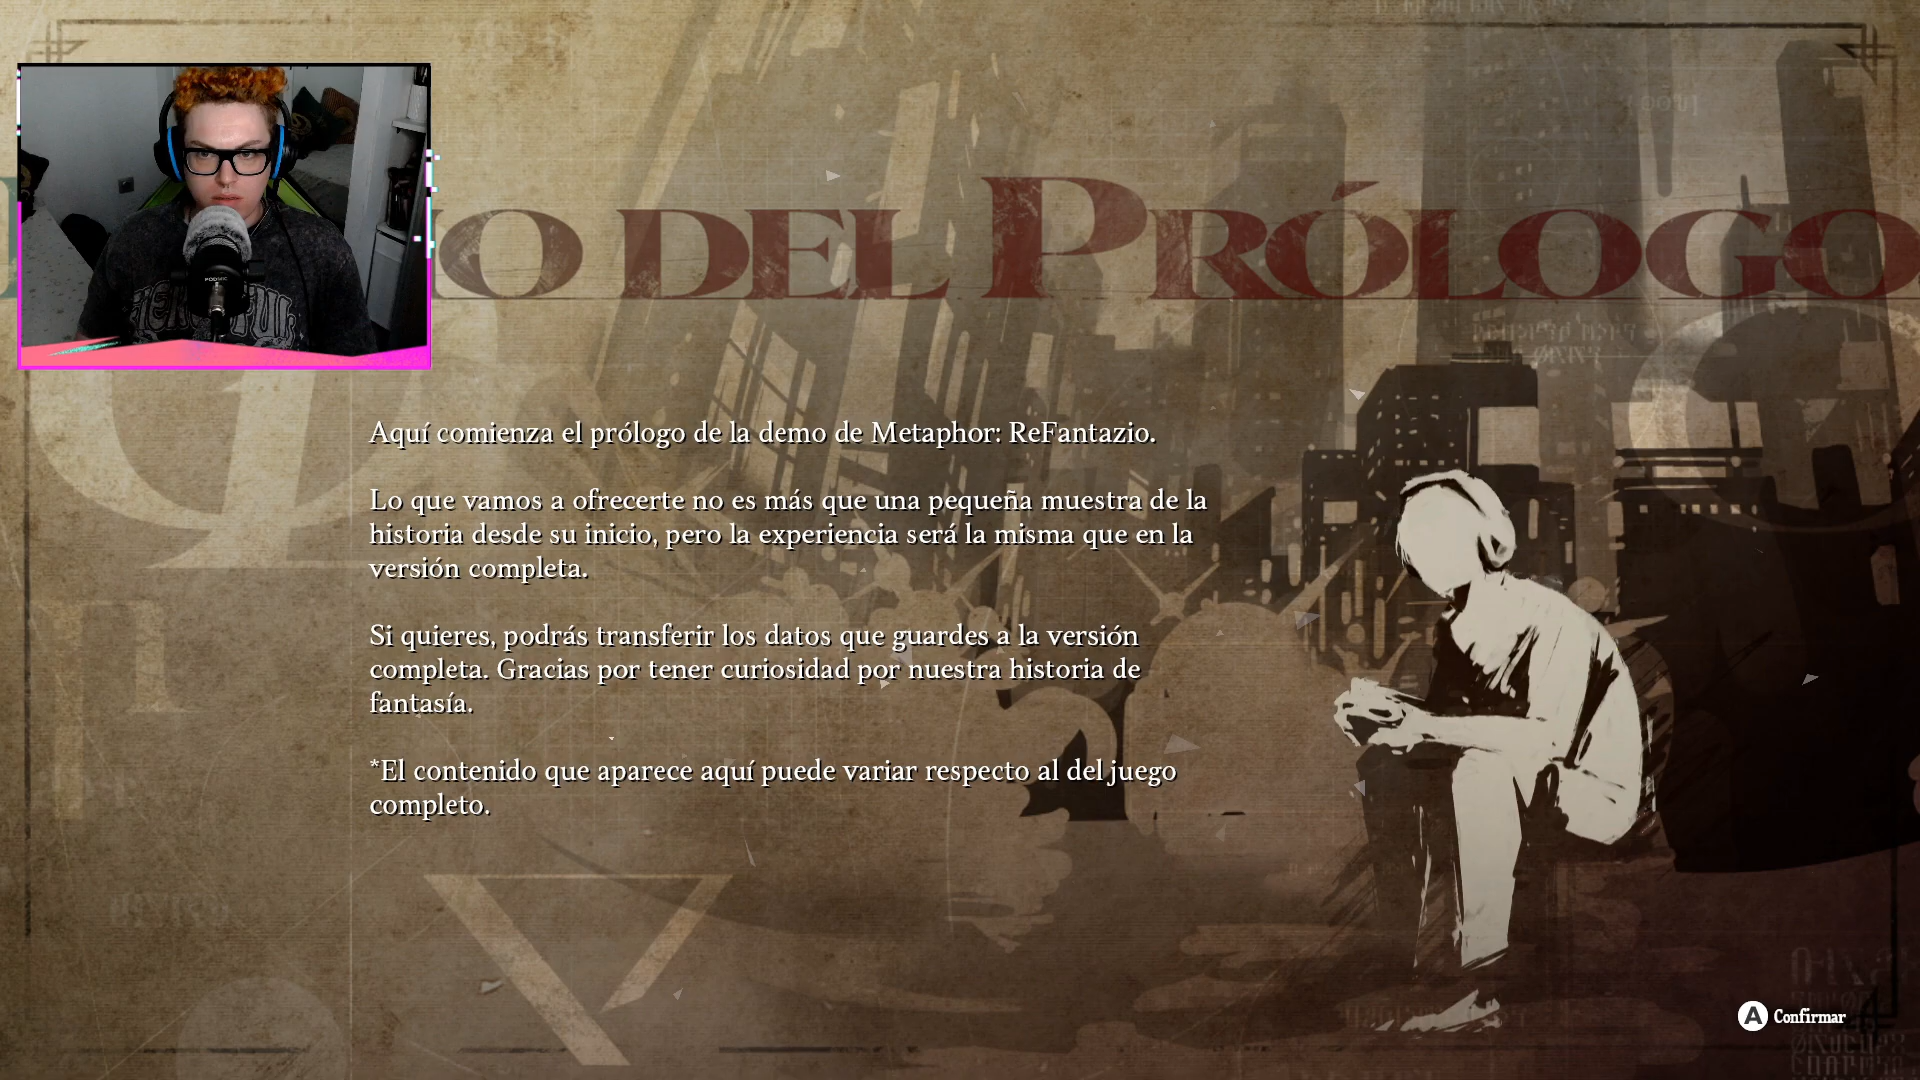 O DEL PRÓLOGO
Aquí comienza el prólogo de la demo de Metaphor: ReFantazio.
Lo que vamos a ofrecerte no es más que una pequeña muestra de la
historia desde su inicio, pero la experiencia será la misma que en la
versión completa.
Si quieres, podrás transferir los datos que guardes a la versión
completa. Gracias por tener curiosidad por nuestra historia de
fantasía.
*El contenido que aparece aquí puede variar respecto al del juego
completo.
A Confirmar